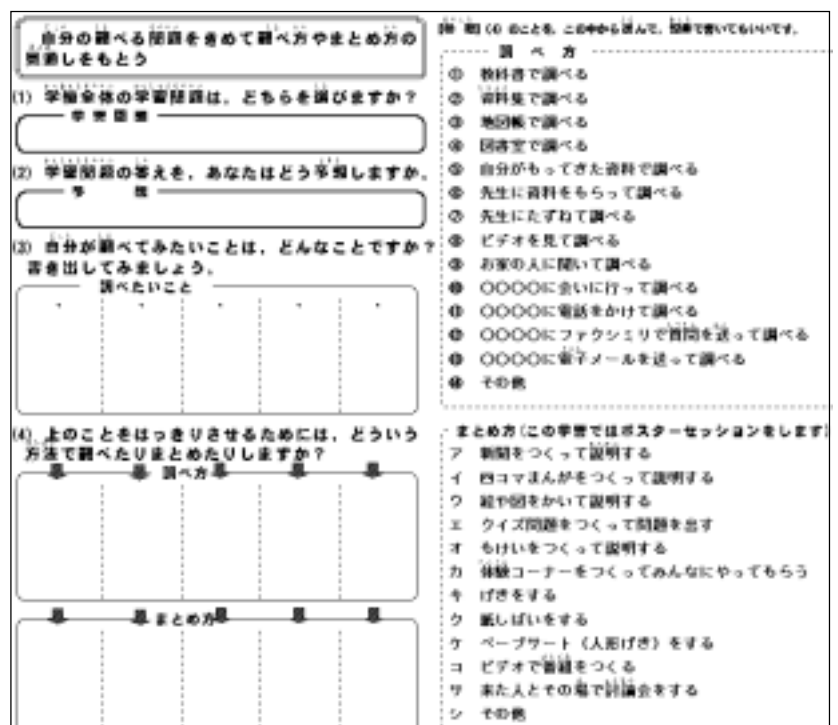 自分の調べる問題を決めて調べ方やまとめ方の
見通しをもとう
(1) 学級全体の学習問題は，どちらを選びますか？
学習問題
(2) 学習問題の答えを，あなたはどう予想しますか．
予 想
(3) 自分が調べてみたいことは，どんなことですか？
書き出してみましょう．
調べたいこと
・ ・ ・ ・ ・
(4) 上のことをはっきりさせるためには，どういう
方法で調べたりまとめたりしますか？
調べ方
まとめ方
(4) のことを，この中から選んで，記号で書いてもいいです．
調 べ 方
① 教科書で調べる
② 資料集で調べる
③ 地図帳で調べる
④ 図書室で調べる
⑤ 自分がもってきた資料で調べる
⑥ 先生に資料をもらって調べる
⑦ 先生にたずねて調べる
⑧ ビデオを見て調べる
⑨ お家の人に聞いて調べる
⑩ ○○○○に会いに行って調べる
⑪ ○○○○に電話をかけて調べる
⑫ ○○○○にファクシミリで質問を送って調べる
⑬ ○○○○に電子メールを送って調べる
⑭ その他
まとめ方(この学習ではポスターセッションをします)
ア 新聞をつくって説明する
イ 四コマまんがをつくって説明する
ウ 絵や図をかいて説明する
エ クイズ問題をつくって問題を出す
オ もけいをつくって説明する
カ 体験コーナーをつくってみんなにやってもらう
キ げきをする
ク 紙しばいをする
ケ ペープサート（人形げき）をする
コ ビデオで番組をつくる
サ 来た人とその場で討論会をする
シ その他